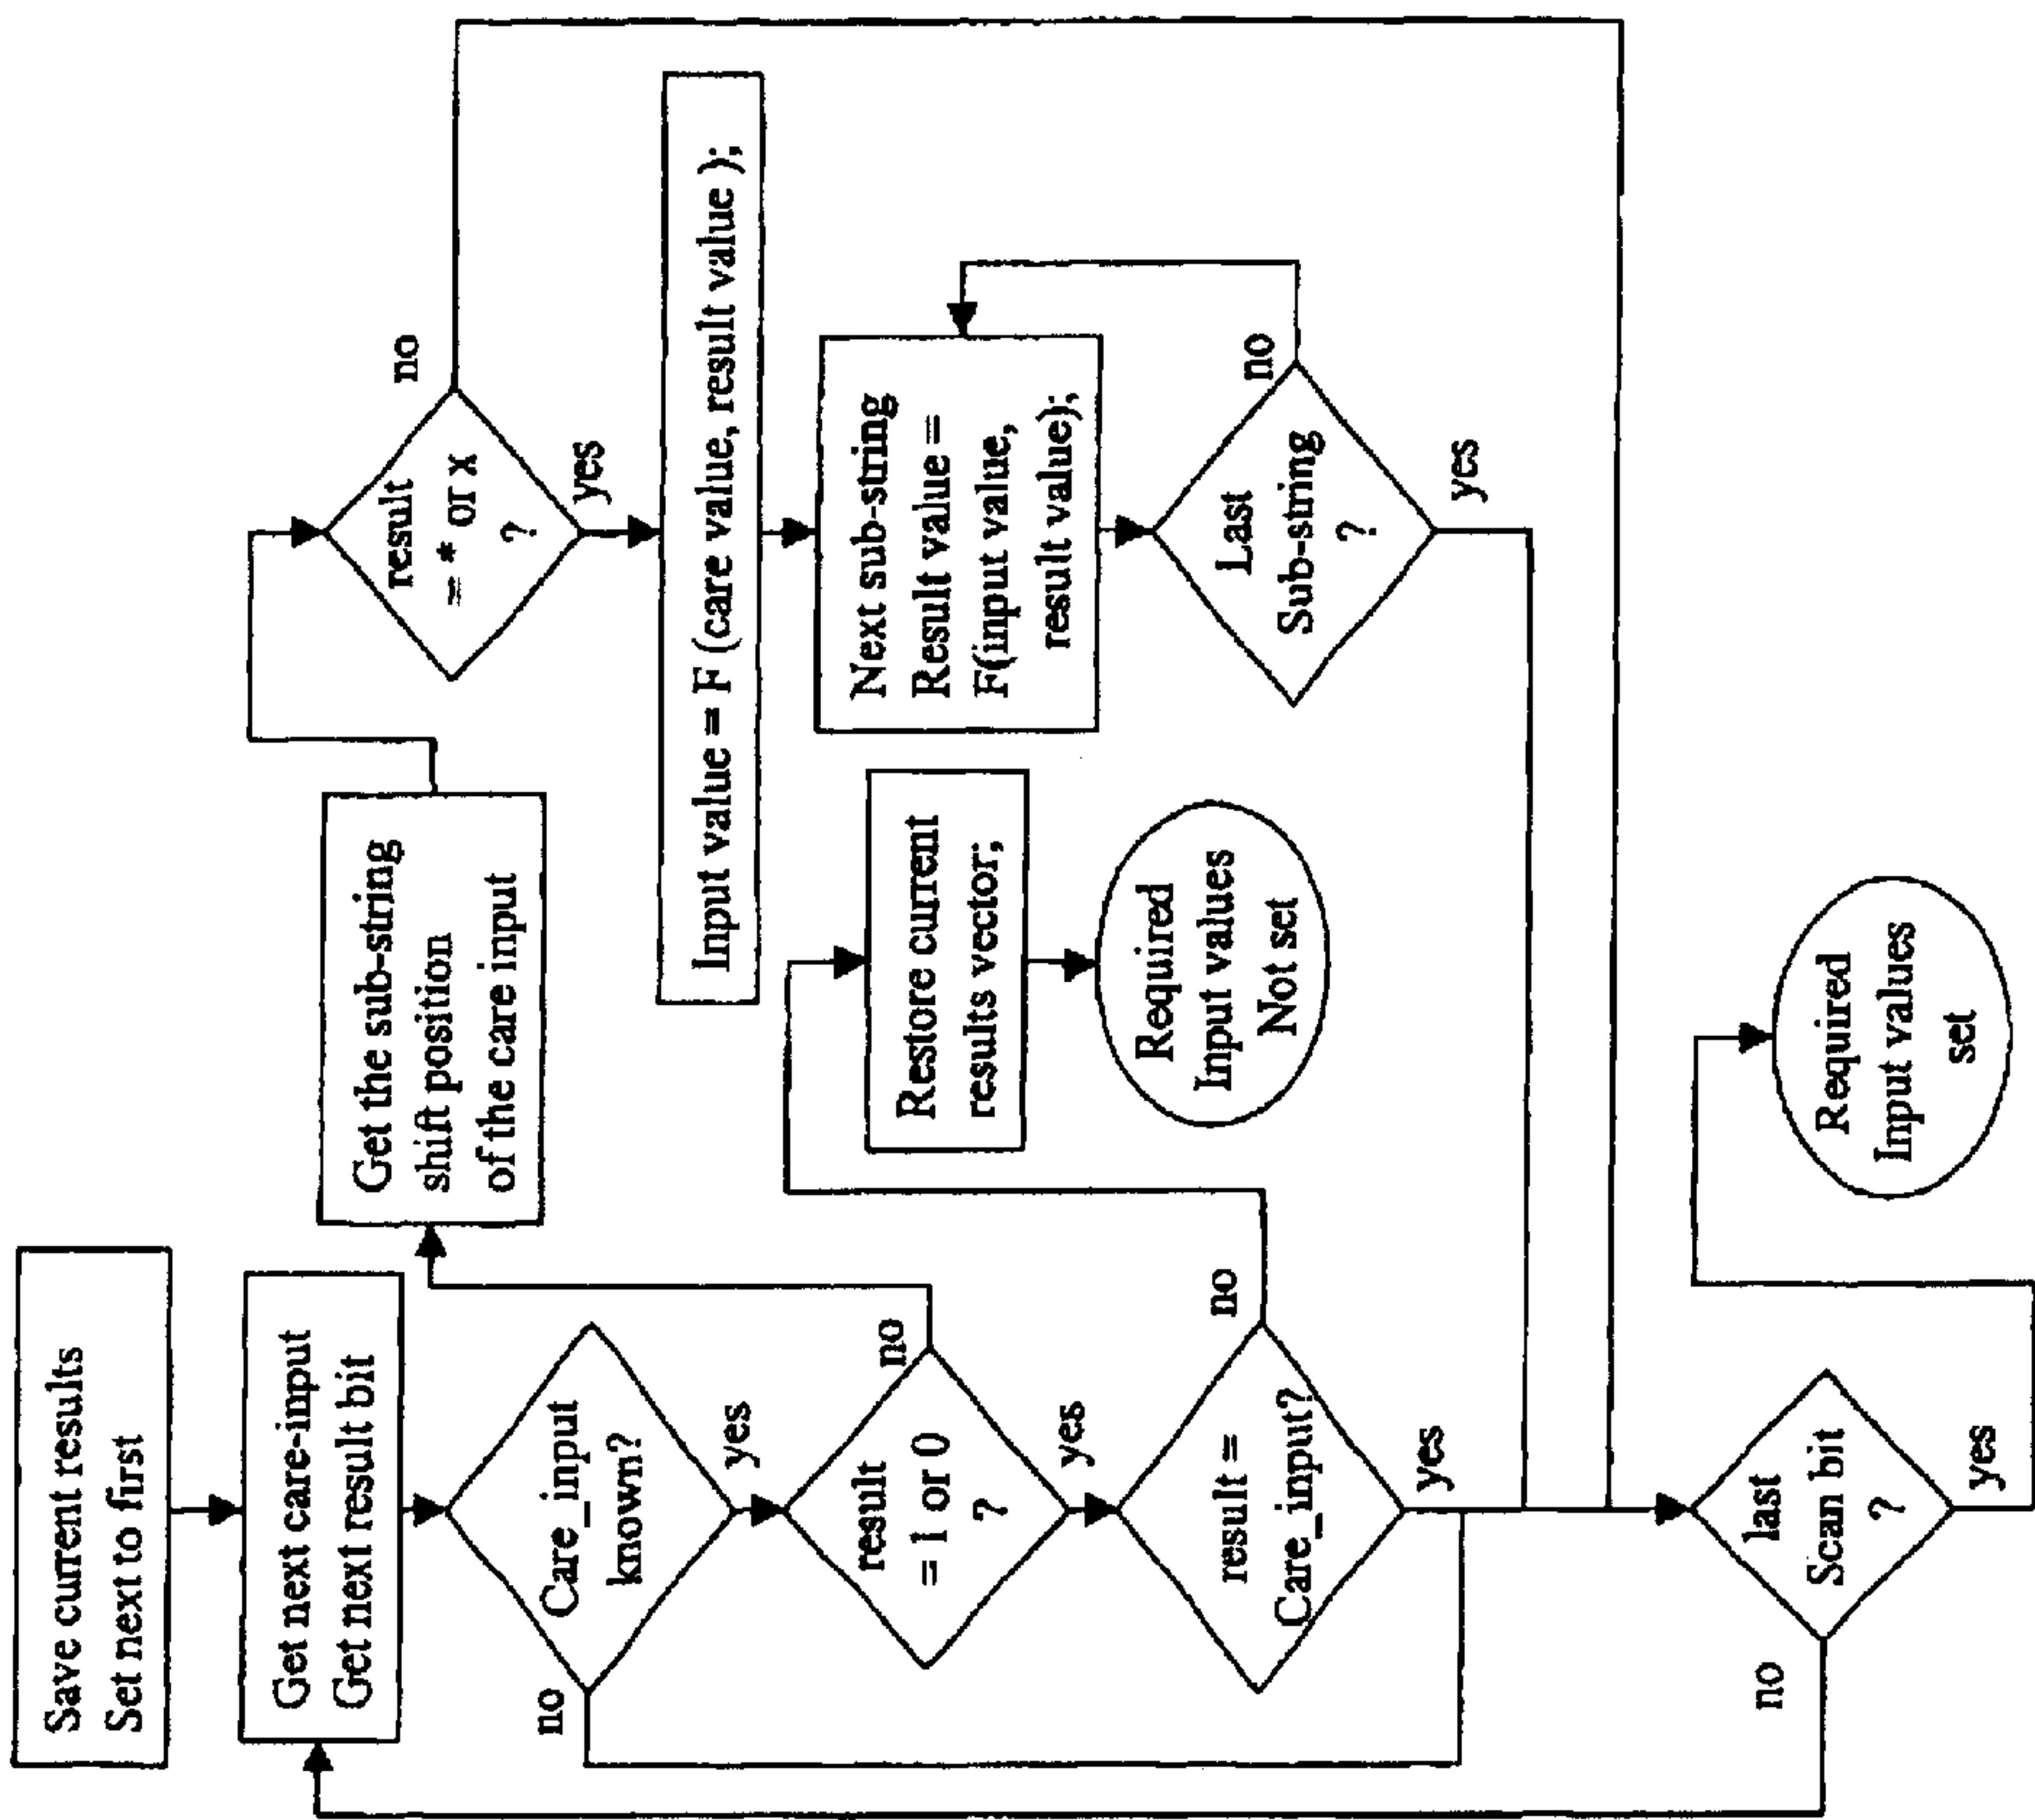 Save current results
Set next to first
Get next care-input
Get next result bit
Care_input
known?
no
yes
result
= 1 or 0
?
no
yes
result =
Care_input?
no
yes
last
Scan bit
?
no
yes
Get the sub-string
shift position
of the care input
result
= * or x
?
no
yes
Input value = F (care value, result value );
Next sub-string
Result value =
F(input value,
result value);
Last
Sub-string
?
no
yes
Restore current
results vector;
Required
Input values
Not set
Required
Input values
set